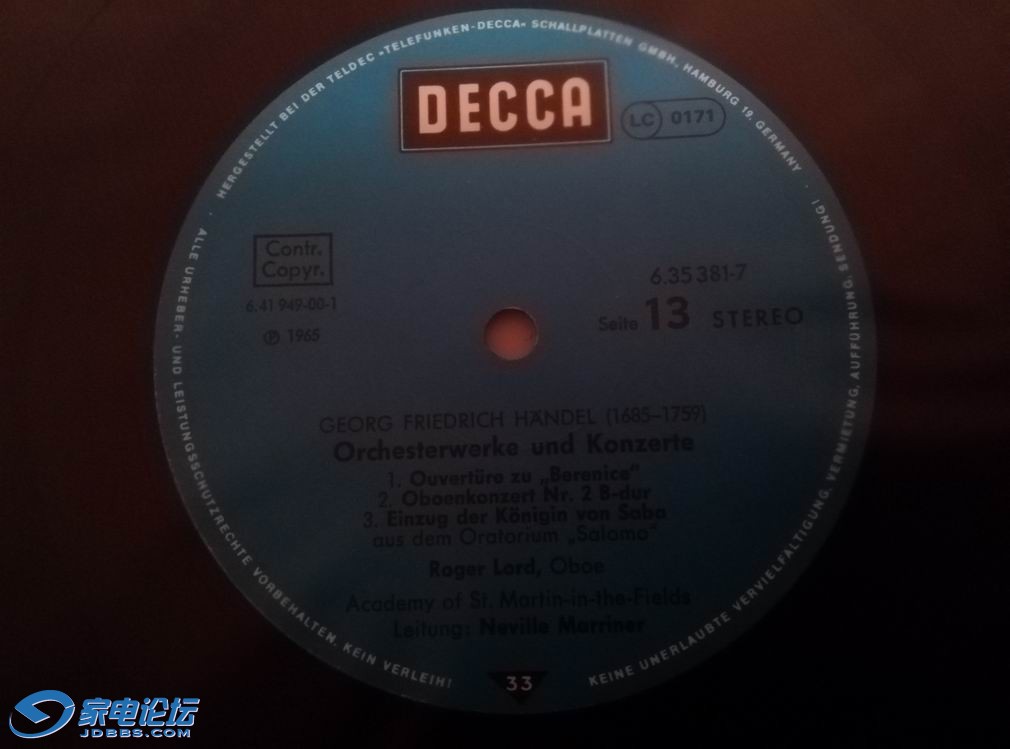 HERGESTELLT BEI DER TELDEC »TELEFUNKEN-DECCA« SCHALLPLATTEN GMBH, HAMBURG 19, GERMANY ·
DECCA
LC 0171
Contr.
Copyr.
6.41 949-00-1
℗ 1965
6.35 381-7
Seite 13 STEREO
GEORG FRIEDRICH HÄNDEL (1685–1759)
Orchesterwerke und Konzerte
1. Ouvertüre zu „Berenice“
2. Oboenkonzert Nr. 2 B-dur
3. Einzug der Königin von Saba
aus dem Oratorium „Salomo“
Roger Lord, Oboe
Academy of St. Martin-in-the-Fields
Leitung: Neville Marriner
33
· ALLE URHEBER- UND LEISTUNGSSCHUTZRECHTE VORBEHALTEN. KEIN VERLEIH!
KEINE UNERLAUBTE VERVIELFÄLTIGUNG, VERMIETUNG, AUFFÜHRUNG, SENDUNG!
家电论坛
JDBBS.COM